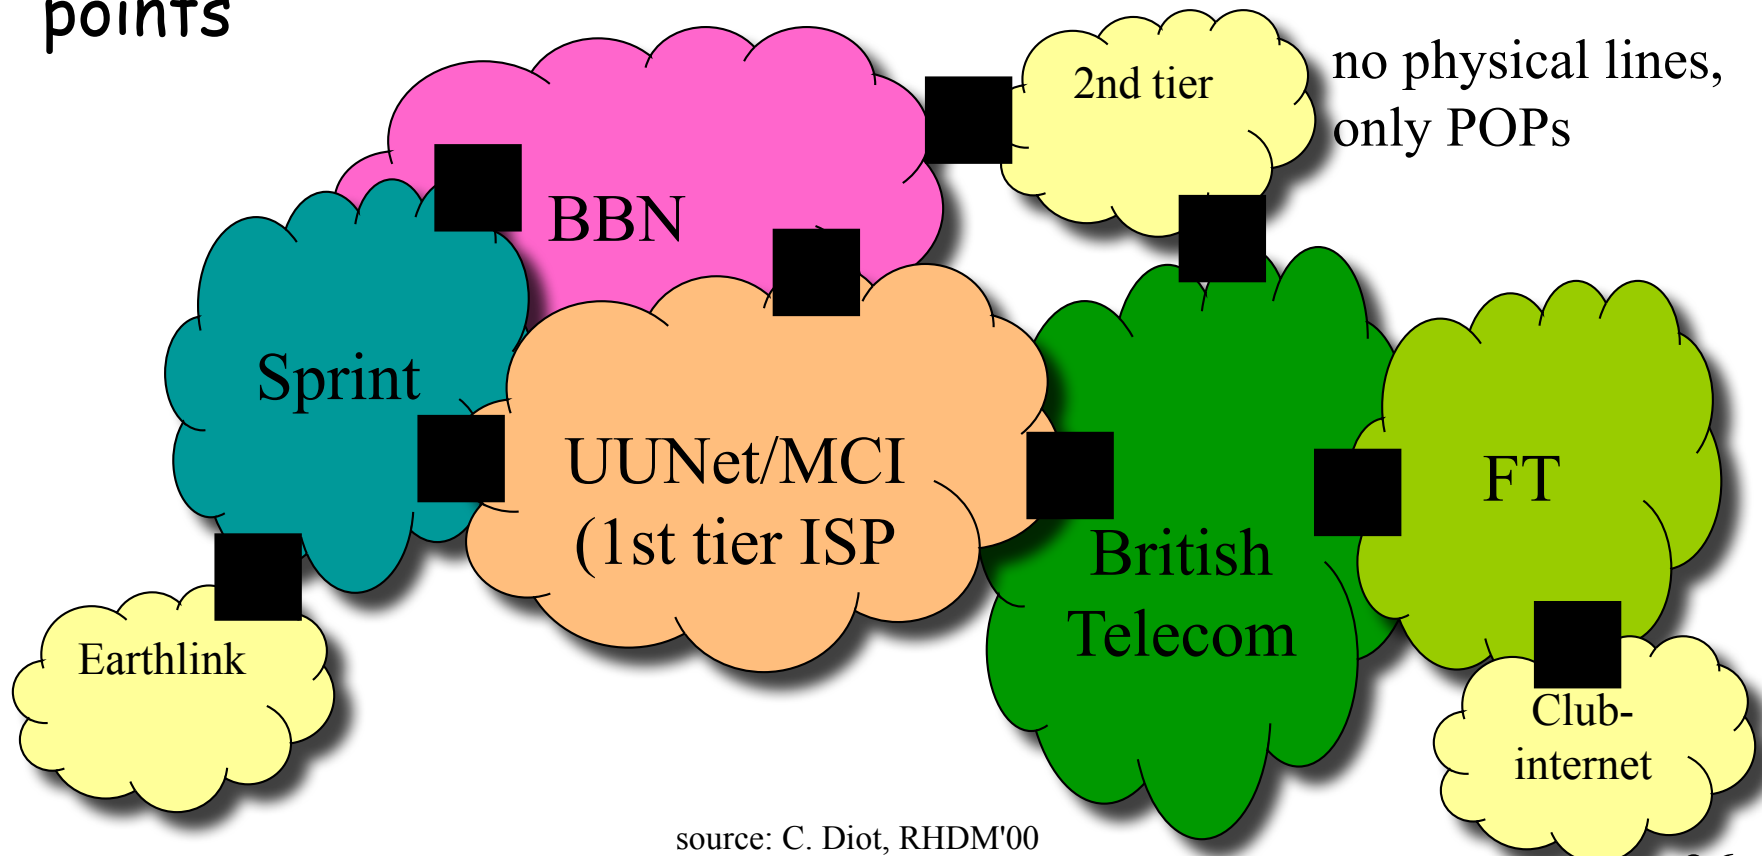 points
2nd tier
no physical lines,
only POPs
BBN
Sprint
UUNet/MCI
(1st tier ISP
FT
British
Telecom
Earthlink
Club-
internet
source: C. Diot, RHDM'00